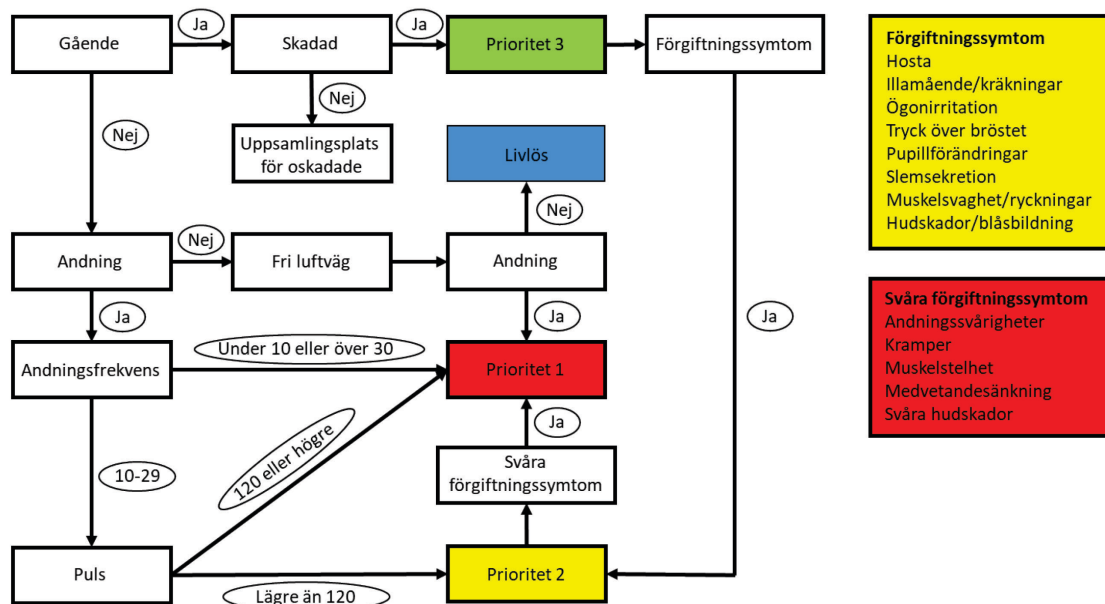 Gående
Ja
Skadad
Ja
Prioritet 3
Förgiftningssymtom
Nej
Nej
Uppsamlingsplats
för oskadade
Livlös
Nej
Andning
Nej
Fri luftväg
Andning
Ja
Ja
Ja
Andningsfrekvens
Under 10 eller över 30
Prioritet 1
120 eller högre
Ja
10-29
Svåra
förgiftningssymtom
Puls
Lägre än 120
Prioritet 2
Förgiftningssymtom
Hosta
Illamående/kräkningar
Ögonirritation
Tryck över bröstet
Pupillförändringar
Slemsekretion
Muskelsvaghet/ryckningar
Hudskador/blåsbildning
Svåra förgiftningssymtom
Andningssvårigheter
Kramper
Muskelstelhet
Medvetandesänkning
Svåra hudskador